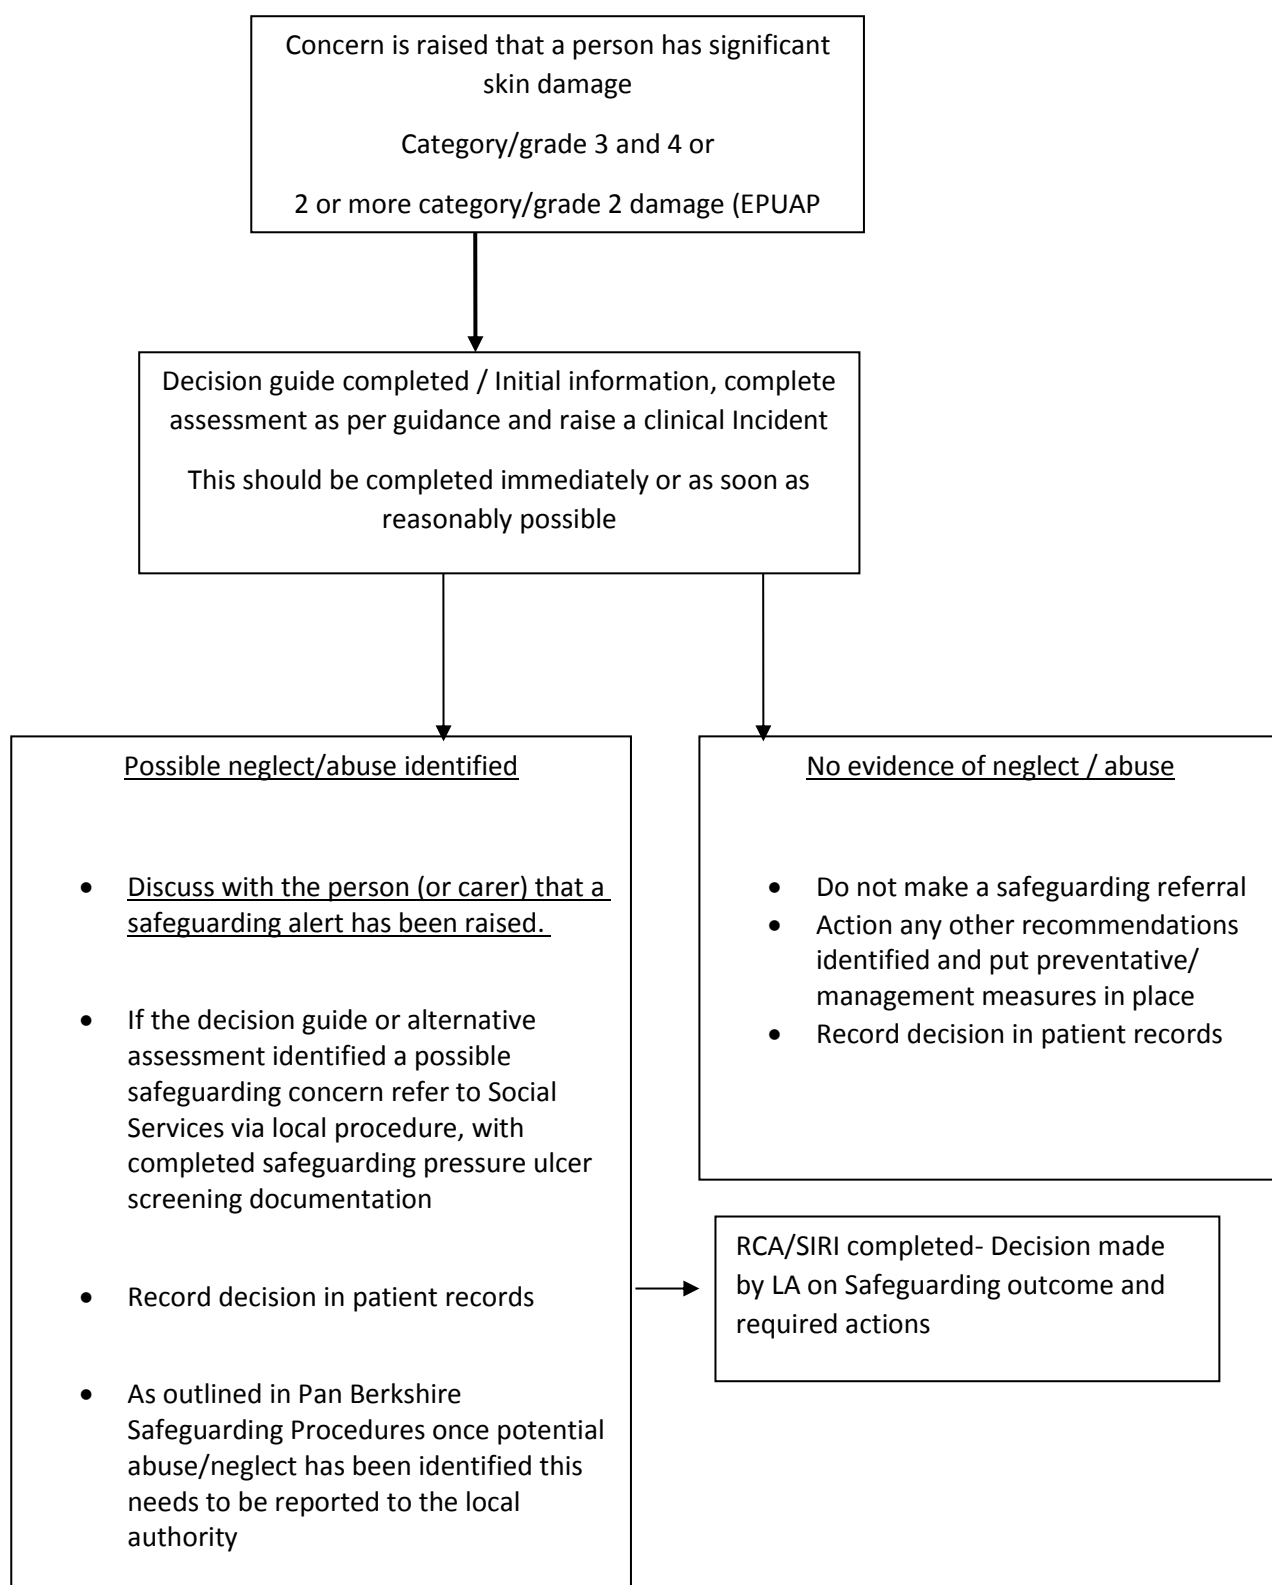 Concern is raised that a person has significant
skin damage
Category/grade 3 and 4 or
2 or more category/grade 2 damage (EPUAP
Decision guide completed / Initial information, complete
assessment as per guidance and raise a clinical Incident
This should be completed immediately or as soon as
reasonably possible
Possible neglect/abuse identified
• Discuss with the person (or carer) that a
safeguarding alert has been raised.
• If the decision guide or alternative
assessment identified a possible
safeguarding concern refer to Social
Services via local procedure, with
completed safeguarding pressure ulcer
screening documentation
• Record decision in patient records
• As outlined in Pan Berkshire
Safeguarding Procedures once potential
abuse/neglect has been identified this
needs to be reported to the local
authority
No evidence of neglect / abuse
• Do not make a safeguarding referral
• Action any other recommendations
identified and put preventative/
management measures in place
• Record decision in patient records
RCA/SIRI completed- Decision made
by LA on Safeguarding outcome and
required actions